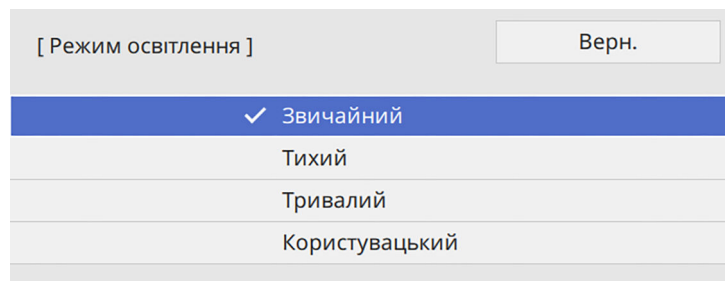 [ Режим освітлення ]
Верн.
Звичайний
Тихий
Тривалий
Користувацький